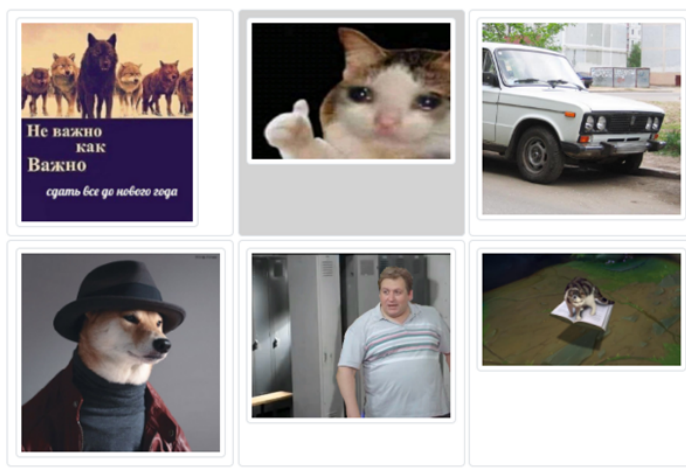 Не важно
как
Важно
сдать все до нового года